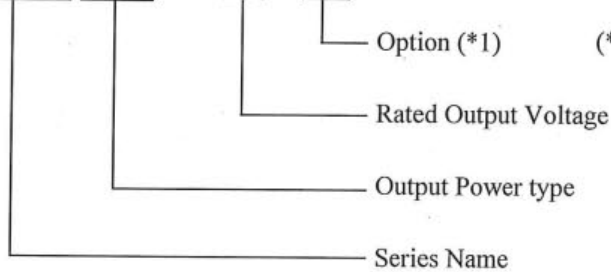 Option (*1) (*
Rated Output Voltage
Output Power type
Series Name